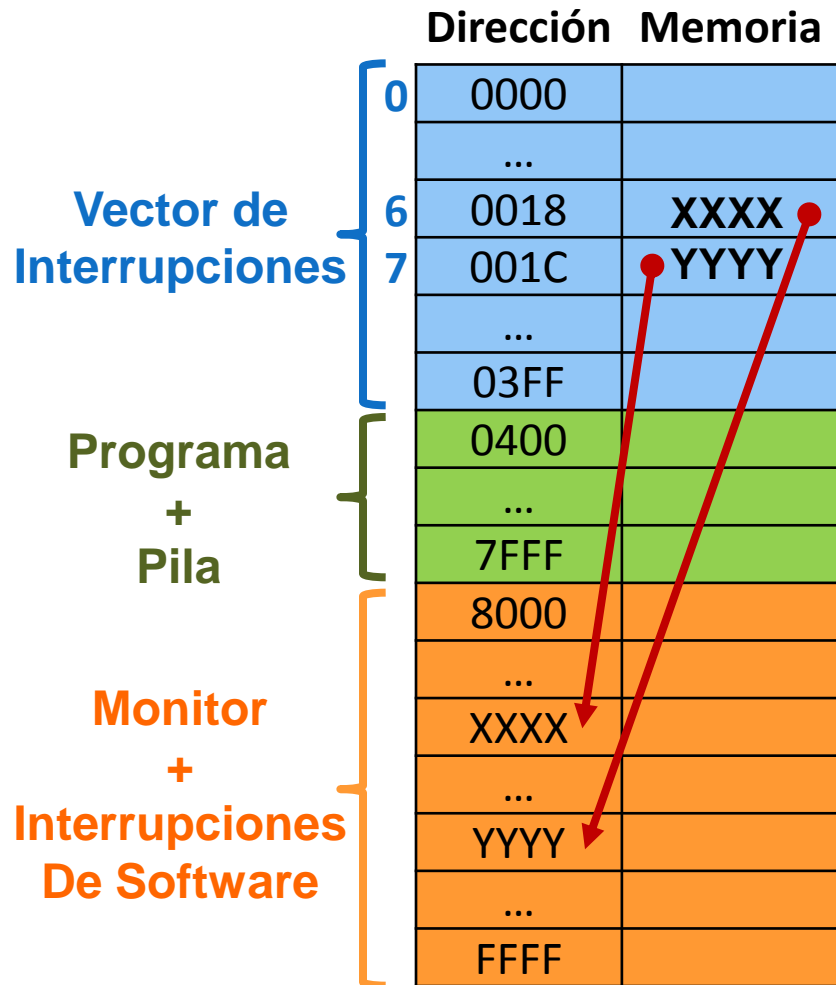 Dirección Memoria
0 0000
...
Vector de
Interrupciones
6 0018 XXXX
7 001C YYYY
...
03FF
Programa
+
Pila
0400
...
7FFF
Monitor
+
Interrupciones
De Software
8000
...
XXXX
...
YYYY
...
FFFF